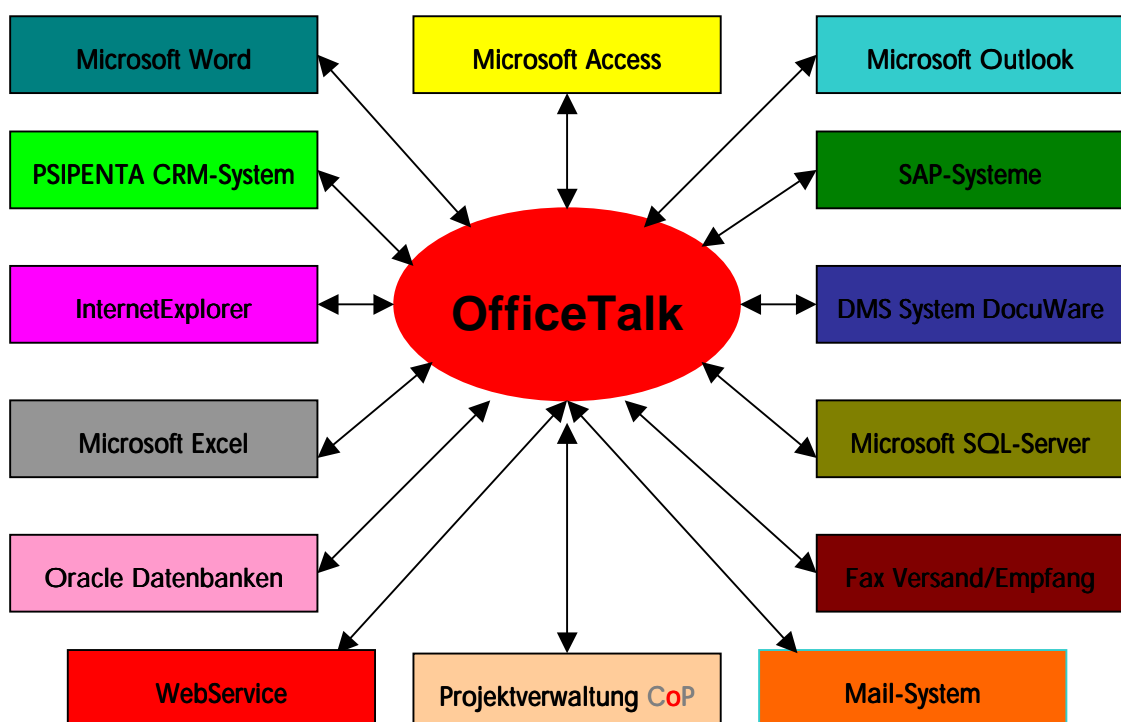 Microsoft Word
Microsoft Access
Microsoft Outlook
PSIPENTA CRM-System
SAP-Systeme
InternetExplorer
OfficeTalk
DMS System DocuWare
Microsoft Excel
Microsoft SQL-Server
Oracle Datenbanken
Fax Versand/Empfang
WebService
Projektverwaltung CoP
Mail-System